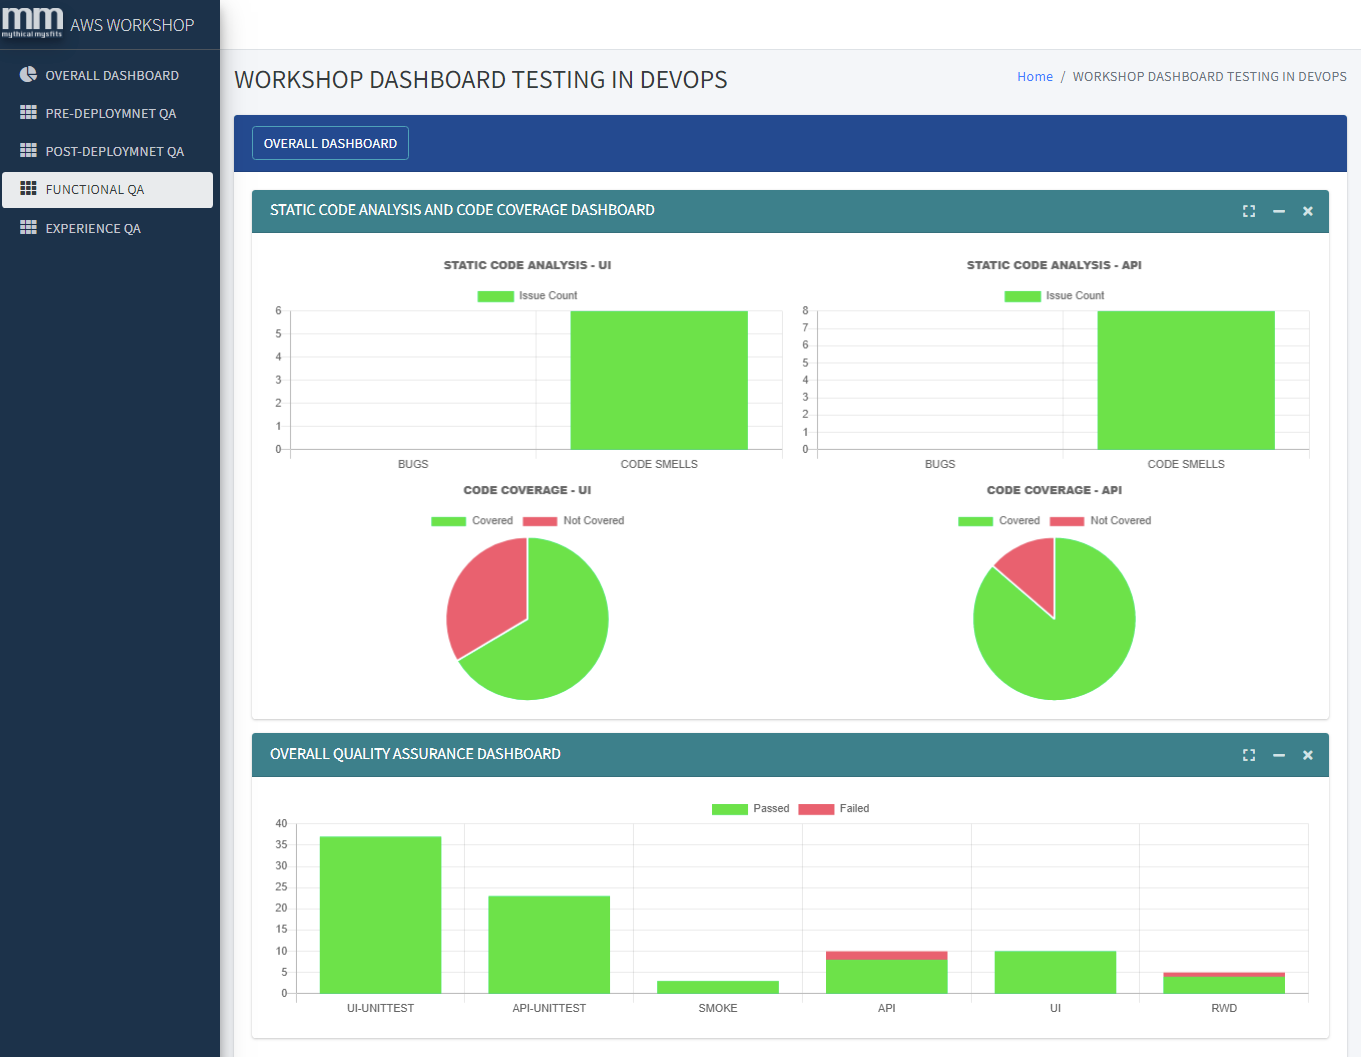 mm
mythical mysfits
AWS WORKSHOP
OVERALL DASHBOARD
PRE-DEPLOYMNET QA
POST-DEPLOYMNET QA
FUNCTIONAL QA
EXPERIENCE QA
WORKSHOP DASHBOARD TESTING IN DEVOPS
Home / WORKSHOP DASHBOARD TESTING IN DEVOPS
OVERALL DASHBOARD
STATIC CODE ANALYSIS AND CODE COVERAGE DASHBOARD
STATIC CODE ANALYSIS - UI
Issue Count
6
5
4
3
2
1
0
BUGS CODE SMELLS
STATIC CODE ANALYSIS - API
Issue Count
8
7
6
5
4
3
2
1
0
BUGS CODE SMELLS
CODE COVERAGE - UI
Covered Not Covered
CODE COVERAGE - API
Covered Not Covered
OVERALL QUALITY ASSURANCE DASHBOARD
Passed Failed
40
35
30
25
20
15
10
5
0
UI-UNITTEST API-UNITTEST SMOKE API UI RWD